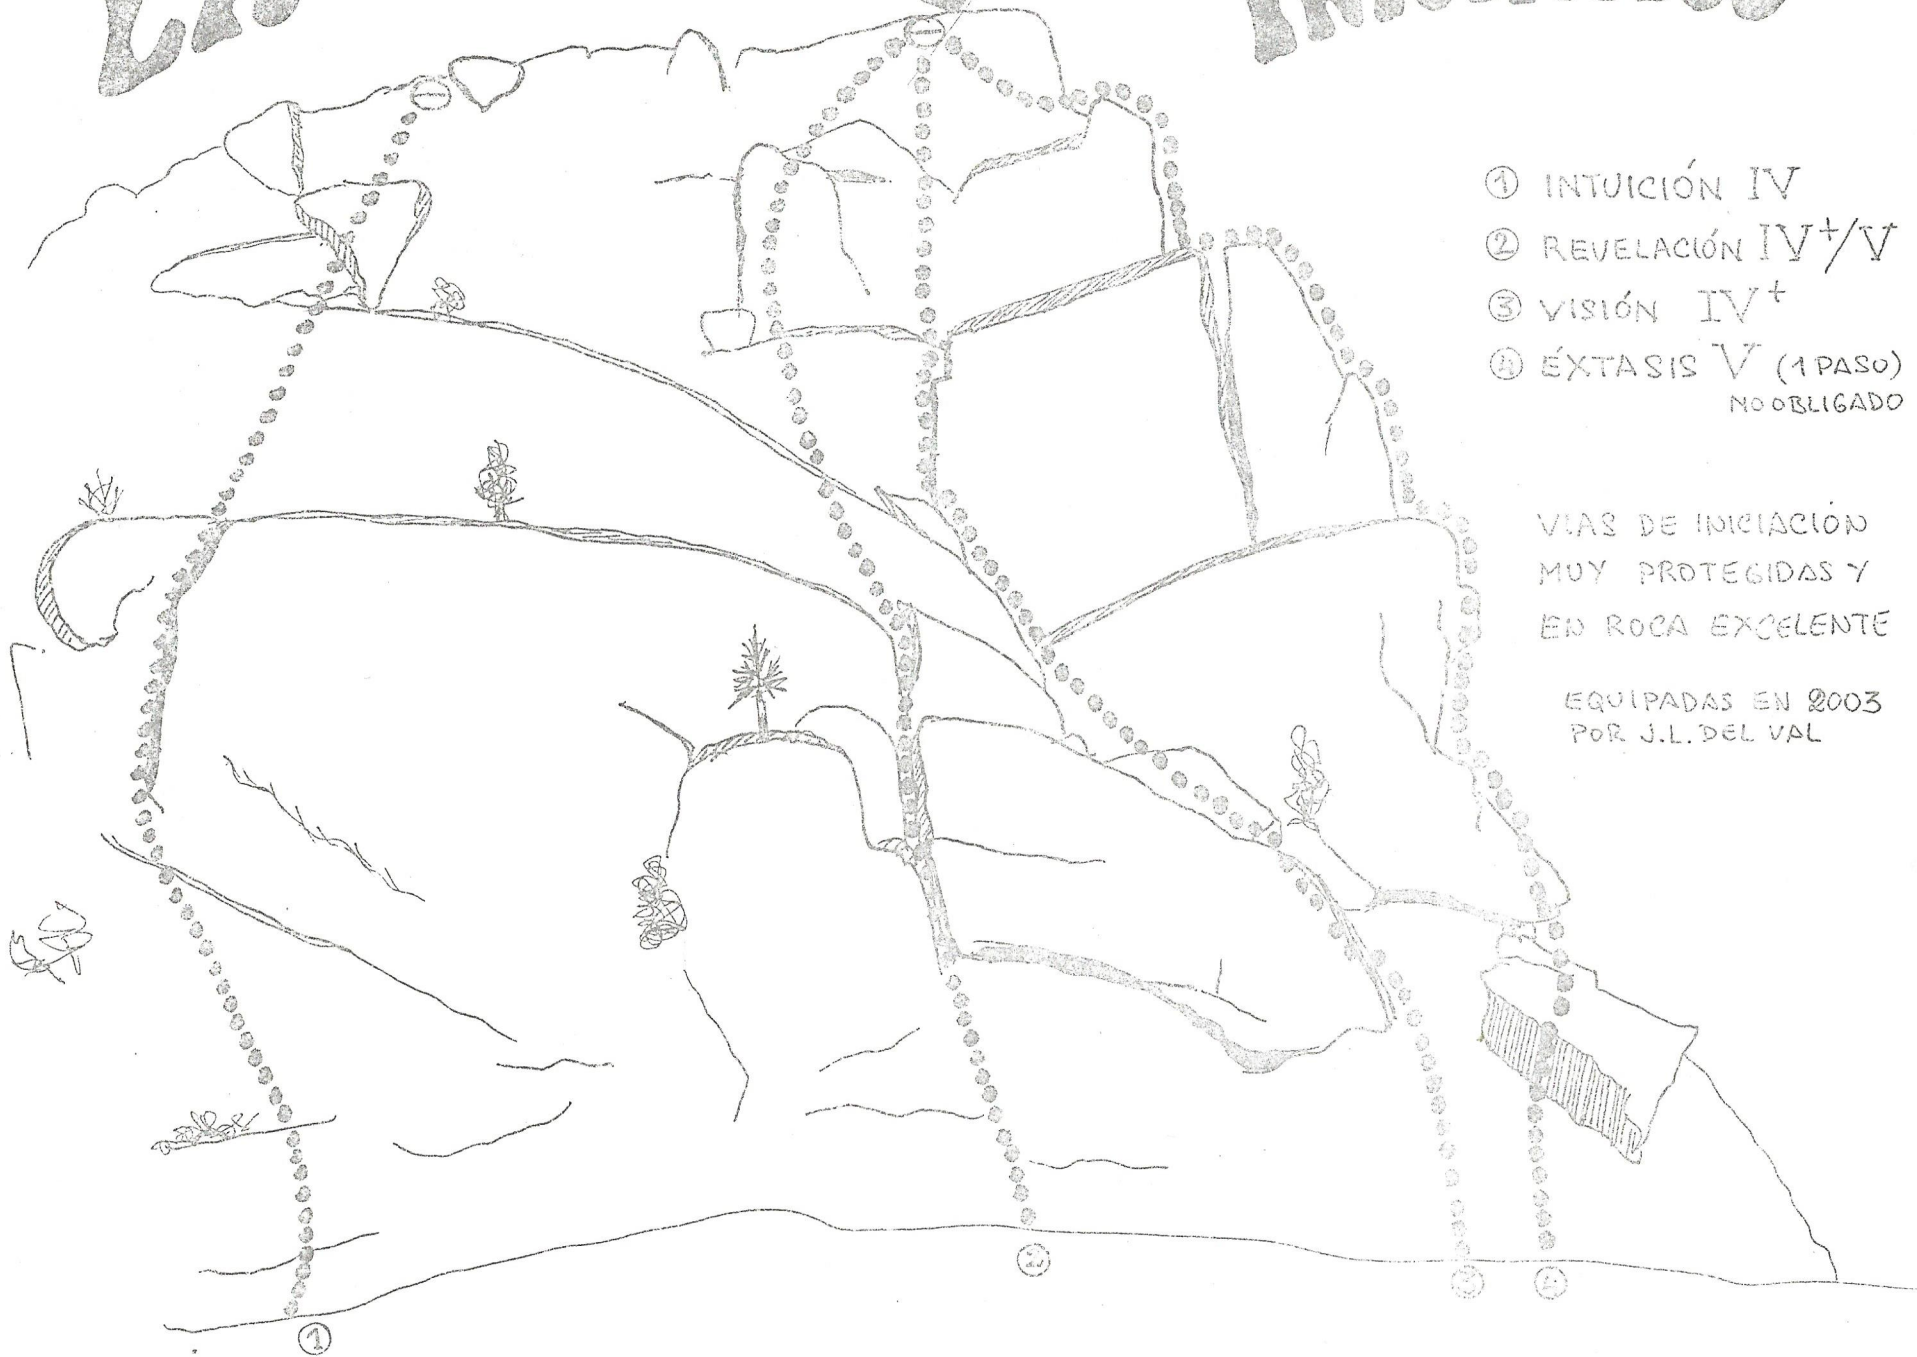 ① INTUICIÓN IV
② REVELACIÓN IV+/V
③ VISIÓN IV+
④ ÉXTASIS V (1 PASO)
NO OBLIGADO
VIAS DE INICIACIÓN
MUY PROTEGIDAS Y
EN ROCA EXCELENTE
EQUIPADAS EN 2003
POR J.L. DEL VAL
② 
③ ④
①